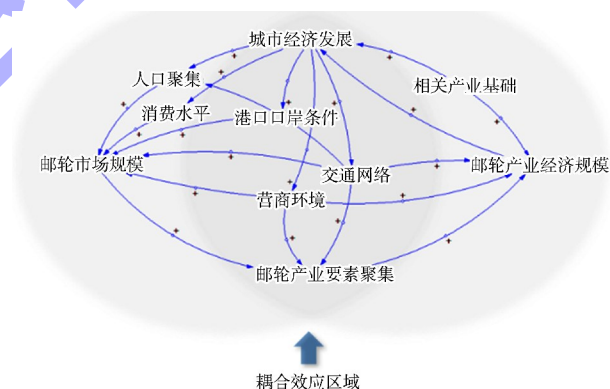 城市经济发展
人口聚集
相关产业基础
消费水平
港口口岸条件
邮轮市场规模
交通网络
邮轮产业经济规模
营商环境
邮轮产业要素聚集
耦合效应区域